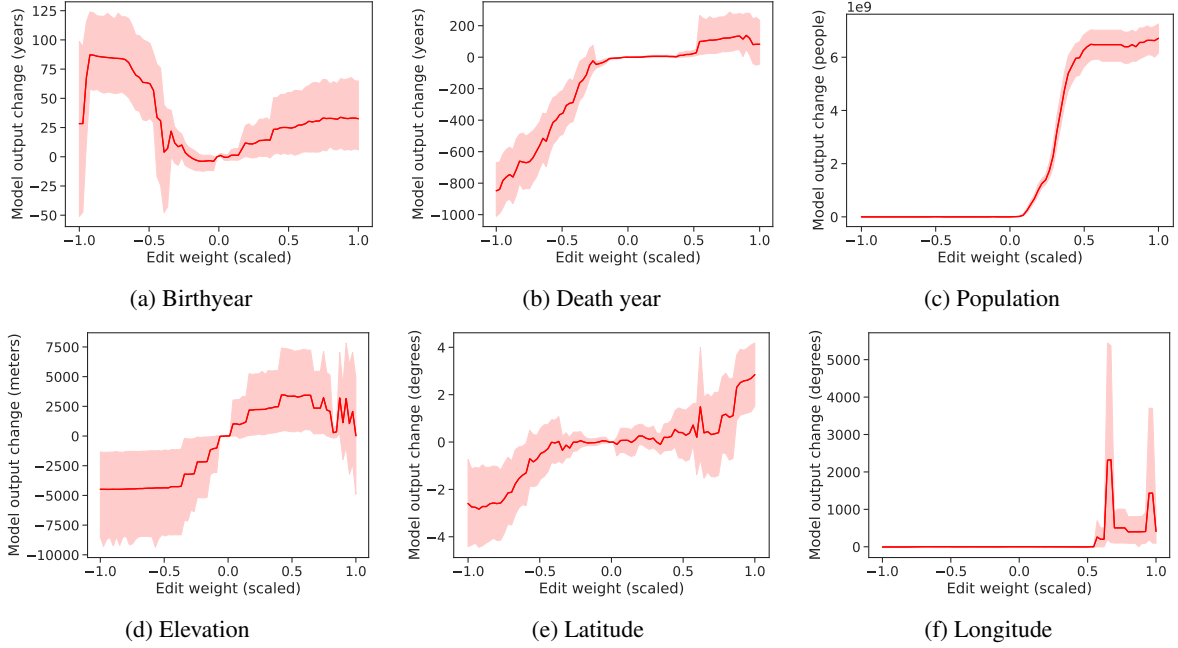 Model output change (years)
125
100
75
50
25
0
−25
−50
−1.0 −0.5 0.0 0.5 1.0
Edit weight (scaled)
(a) Birthyear
Model output change (years)
200
0
−200
−400
−600
−800
−1000
−1.0 −0.5 0.0 0.5 1.0
Edit weight (scaled)
(b) Death year
1e9
Model output change (people)
6
4
2
0
−1.0 −0.5 0.0 0.5 1.0
Edit weight (scaled)
(c) Population
Model output change (meters)
7500
5000
2500
0
−2500
−5000
−7500
−10000
−1.0 −0.5 0.0 0.5 1.0
Edit weight (scaled)
(d) Elevation
Model output change (degrees)
4
2
0
−2
−4
−1.0 −0.5 0.0 0.5 1.0
Edit weight (scaled)
(e) Latitude
Model output change (degrees)
5000
4000
3000
2000
1000
0
−1.0 −0.5 0.0 0.5 1.0
Edit weight (scaled)
(f) Longitude